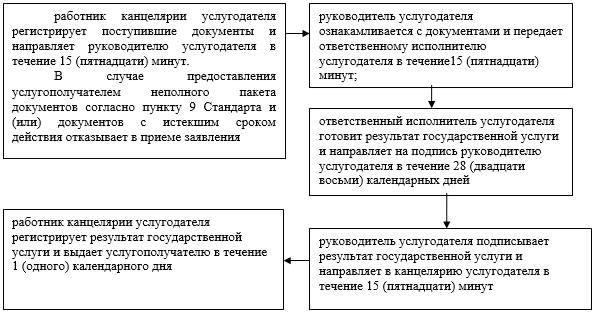 работник канцелярии услугодателя
регистрирует поступившие документы и
направляет руководителю услугодателя в
течение 15 (пятнадцати) минут.
В случае предоставления
услугополучателем неполного пакета
документов согласно пункту 9 Стандарта и
(или) документов с истекшим сроком
действия отказывает в приеме заявления
руководитель услугодателя
ознакамливается с документами и передает
ответственному исполнителю
услугодателя в течение15 (пятнадцати)
минут;
ответственный исполнитель услугодателя
готовит результат государственной услуги
и направляет на подпись руководителю
услугодателя в течение 28 (двадцати
восьми) календарных дней
руководитель услугодателя подписывает
результат государственной услуги и
направляет в канцелярию услугодателя в
течение 15 (пятнадцати) минут
работник канцелярии услугодателя
регистрирует результат государственной
услуги и выдает услугополучателю в течение
1 (одного) календарного дня